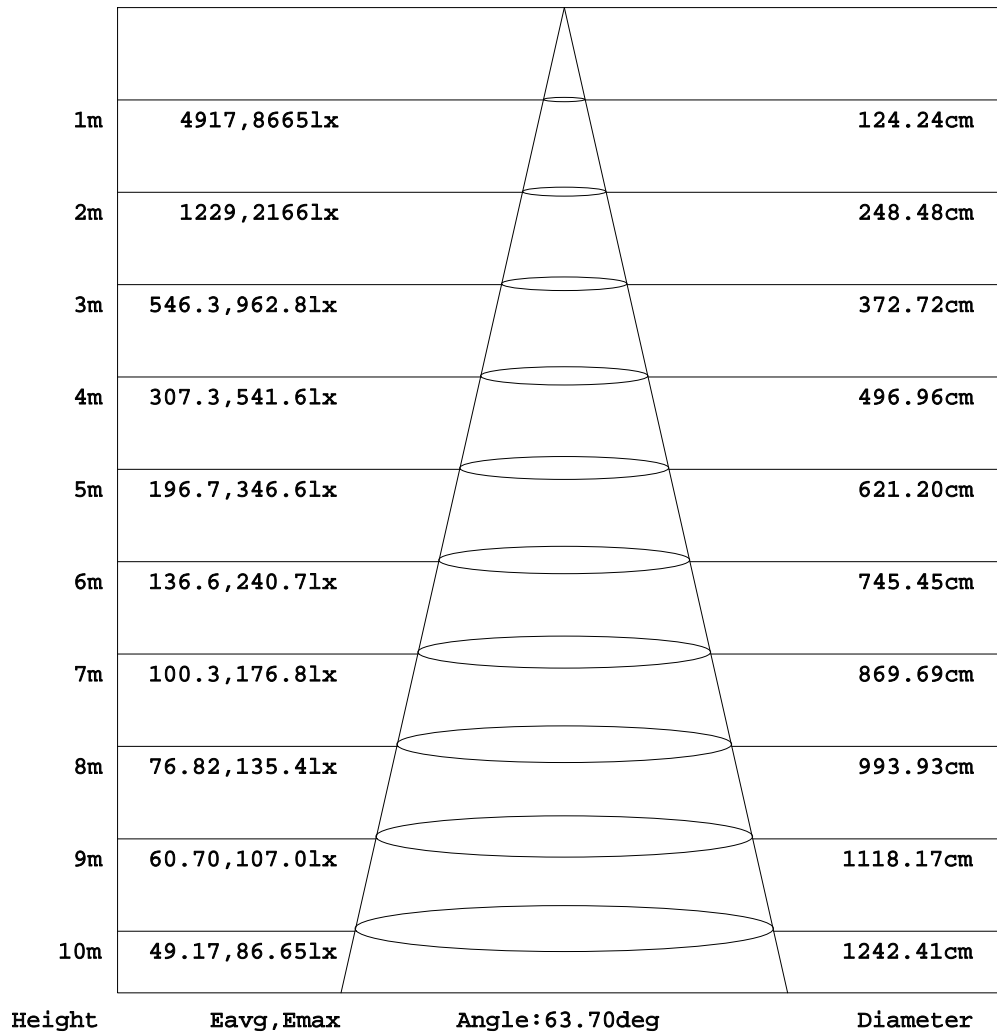 1m 4917,8665lx 124.24cm
2m 1229,2166lx 248.48cm
3m 546.3,962.8lx 372.72cm
4m 307.3,541.6lx 496.96cm
5m 196.7,346.6lx 621.20cm
6m 136.6,240.7lx 745.45cm
7m 100.3,176.8lx 869.69cm
8m 76.82,135.4lx 993.93cm
9m 60.70,107.0lx 1118.17cm
10m 49.17,86.65lx 1242.41cm
Height Eavg,Emax Angle:63.70deg Diameter